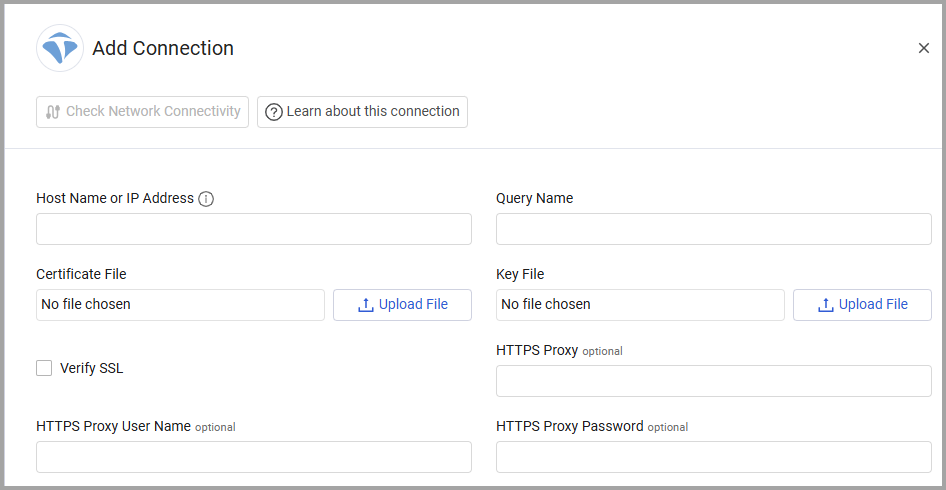 Add Connection
Check Network Connectivity
Learn about this connection
Host Name or IP Address
Query Name
Certificate File
Key File
No file chosen
Upload File
No file chosen
Upload File
Verify SSL
HTTPS Proxy optional
HTTPS Proxy User Name optional
HTTPS Proxy Password optional